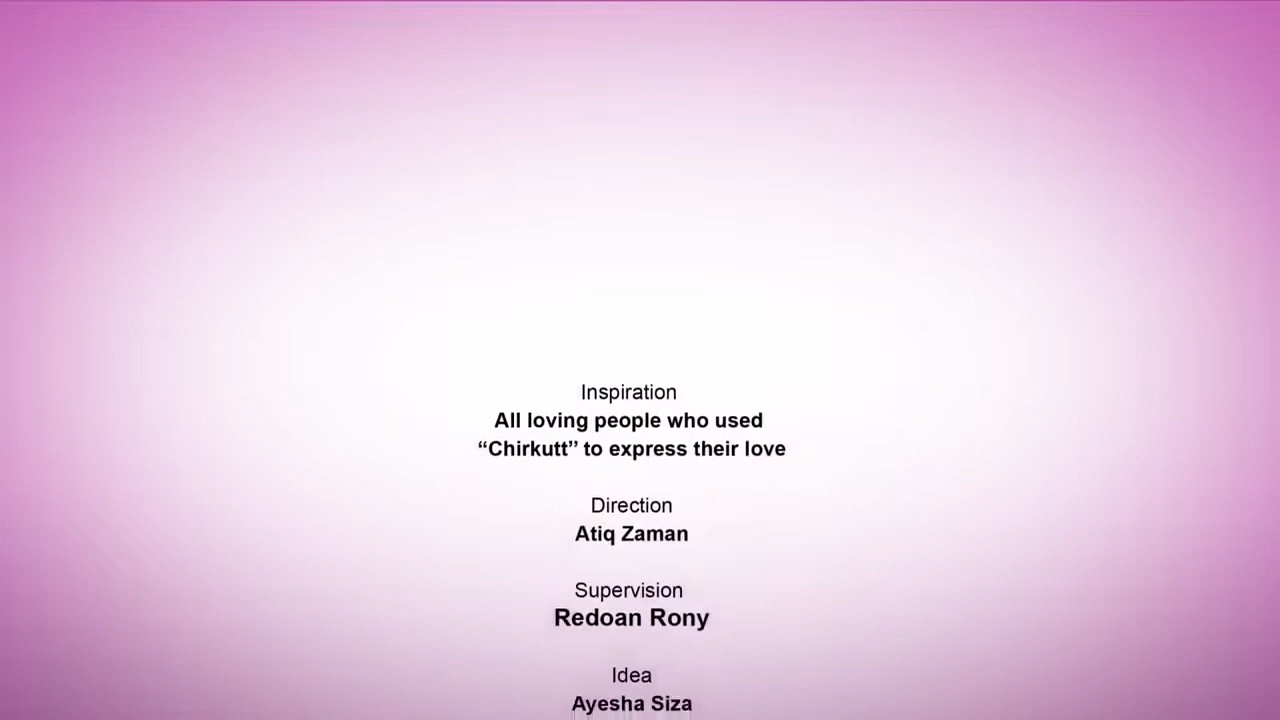 Inspiration
All loving people who used
“Chirkutt” to express their love
Direction
Atiq Zaman
Supervision
Redoan Rony
Idea
Ayesha Siza